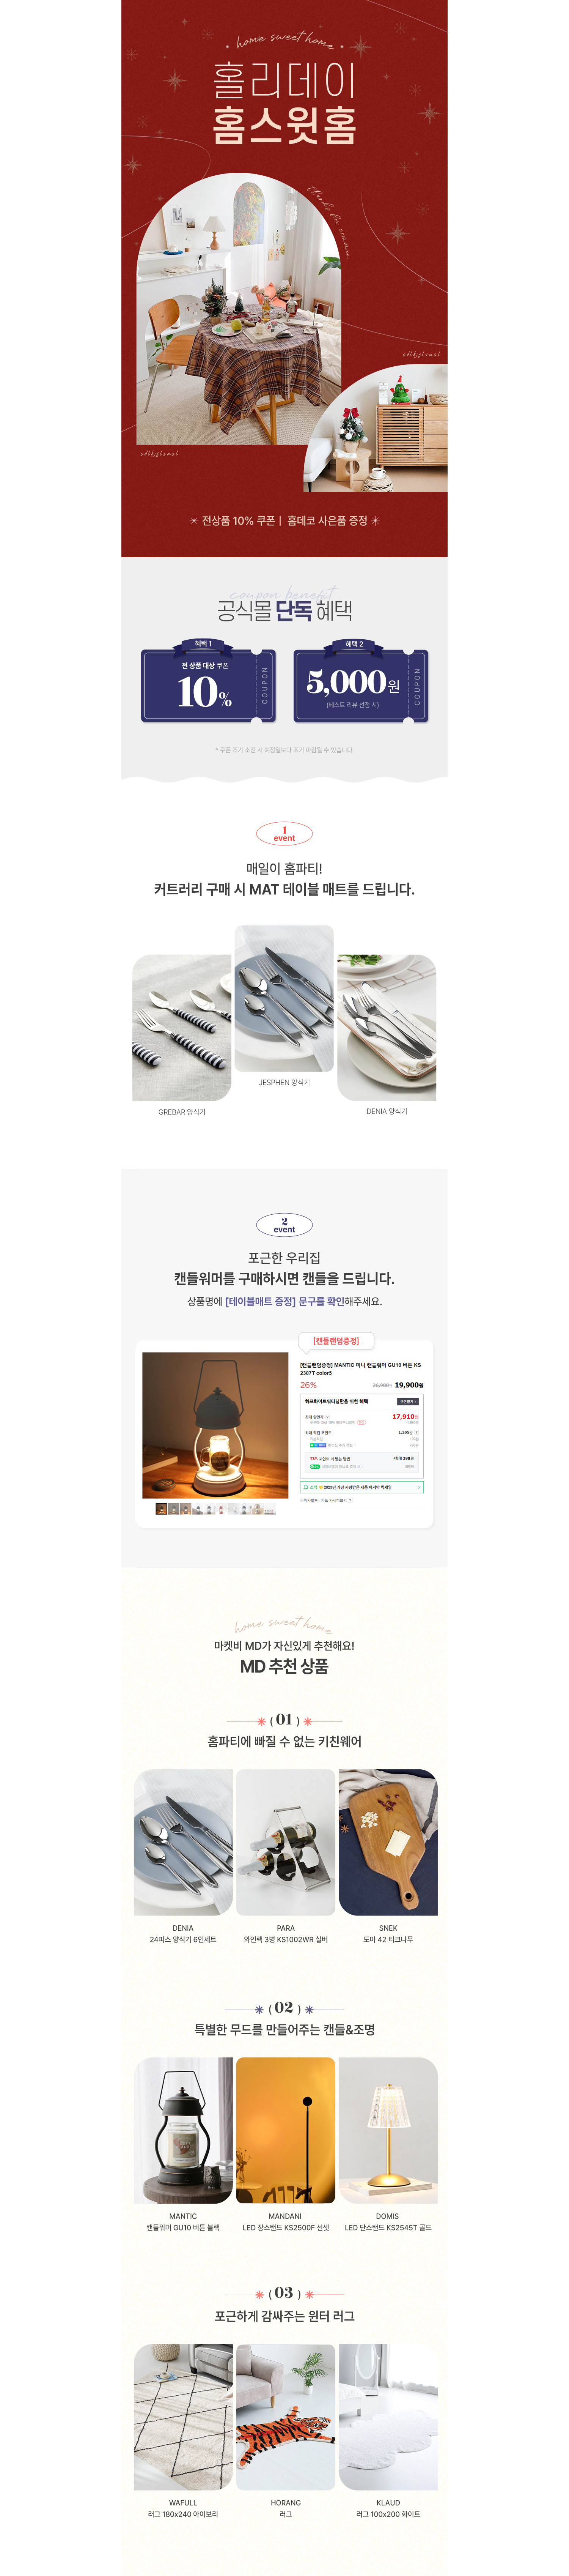 home sweet home
홀리데이
홈스윗홈
전상품 10% 쿠폰 | 홈데코 사은품 증정
coupon benefit
공식몰 단독 혜택
혜택 1
전 상품 대상 쿠폰
10%
COUPON
혜택 2
5,000원
(베스트 리뷰 선정 시)
COUPON
* 쿠폰 조기 소진 시 예정일보다 조기 마감될 수 있습니다.
1
event
매일이 홈파티!
커트러리 구매 시 MAT 테이블 매트를 드립니다.
GREBAR 양식기
JESPHEN 양식기
DENIA 양식기
2
event
포근한 우리집
캔들워머를 구매하시면 캔들을 드립니다.
상품명에 [테이블매트 증정] 문구를 확인해주세요.
[캔들랜덤증정]
[캔들랜덤증정] MANTIC 미니 캔들워머 GU10 버튼 KS
2307T color5
26%
19,900원
17,910원
home sweet home
마켓비 MD가 자신있게 추천해요!
MD 추천 상품
(01)
홈파티에 빠질 수 없는 키친웨어
DENIA
24피스 양식기 6인세트
PARA
와인랙 3병 KS1002WR 실버
SNEK
도마 42 티크나무
(02)
특별한 무드를 만들어주는 캔들&조명
MANTIC
캔들워머 GU10 버튼 블랙
MANDANI
LED 장스탠드 KS2500F 선셋
DOMIS
LED 단스탠드 KS2545T 골드
(03)
포근하게 감싸주는 윈터 러그
WAFULL
러그 180x240 아이보리
HORANG
러그
KLAUD
러그 100x200 화이트